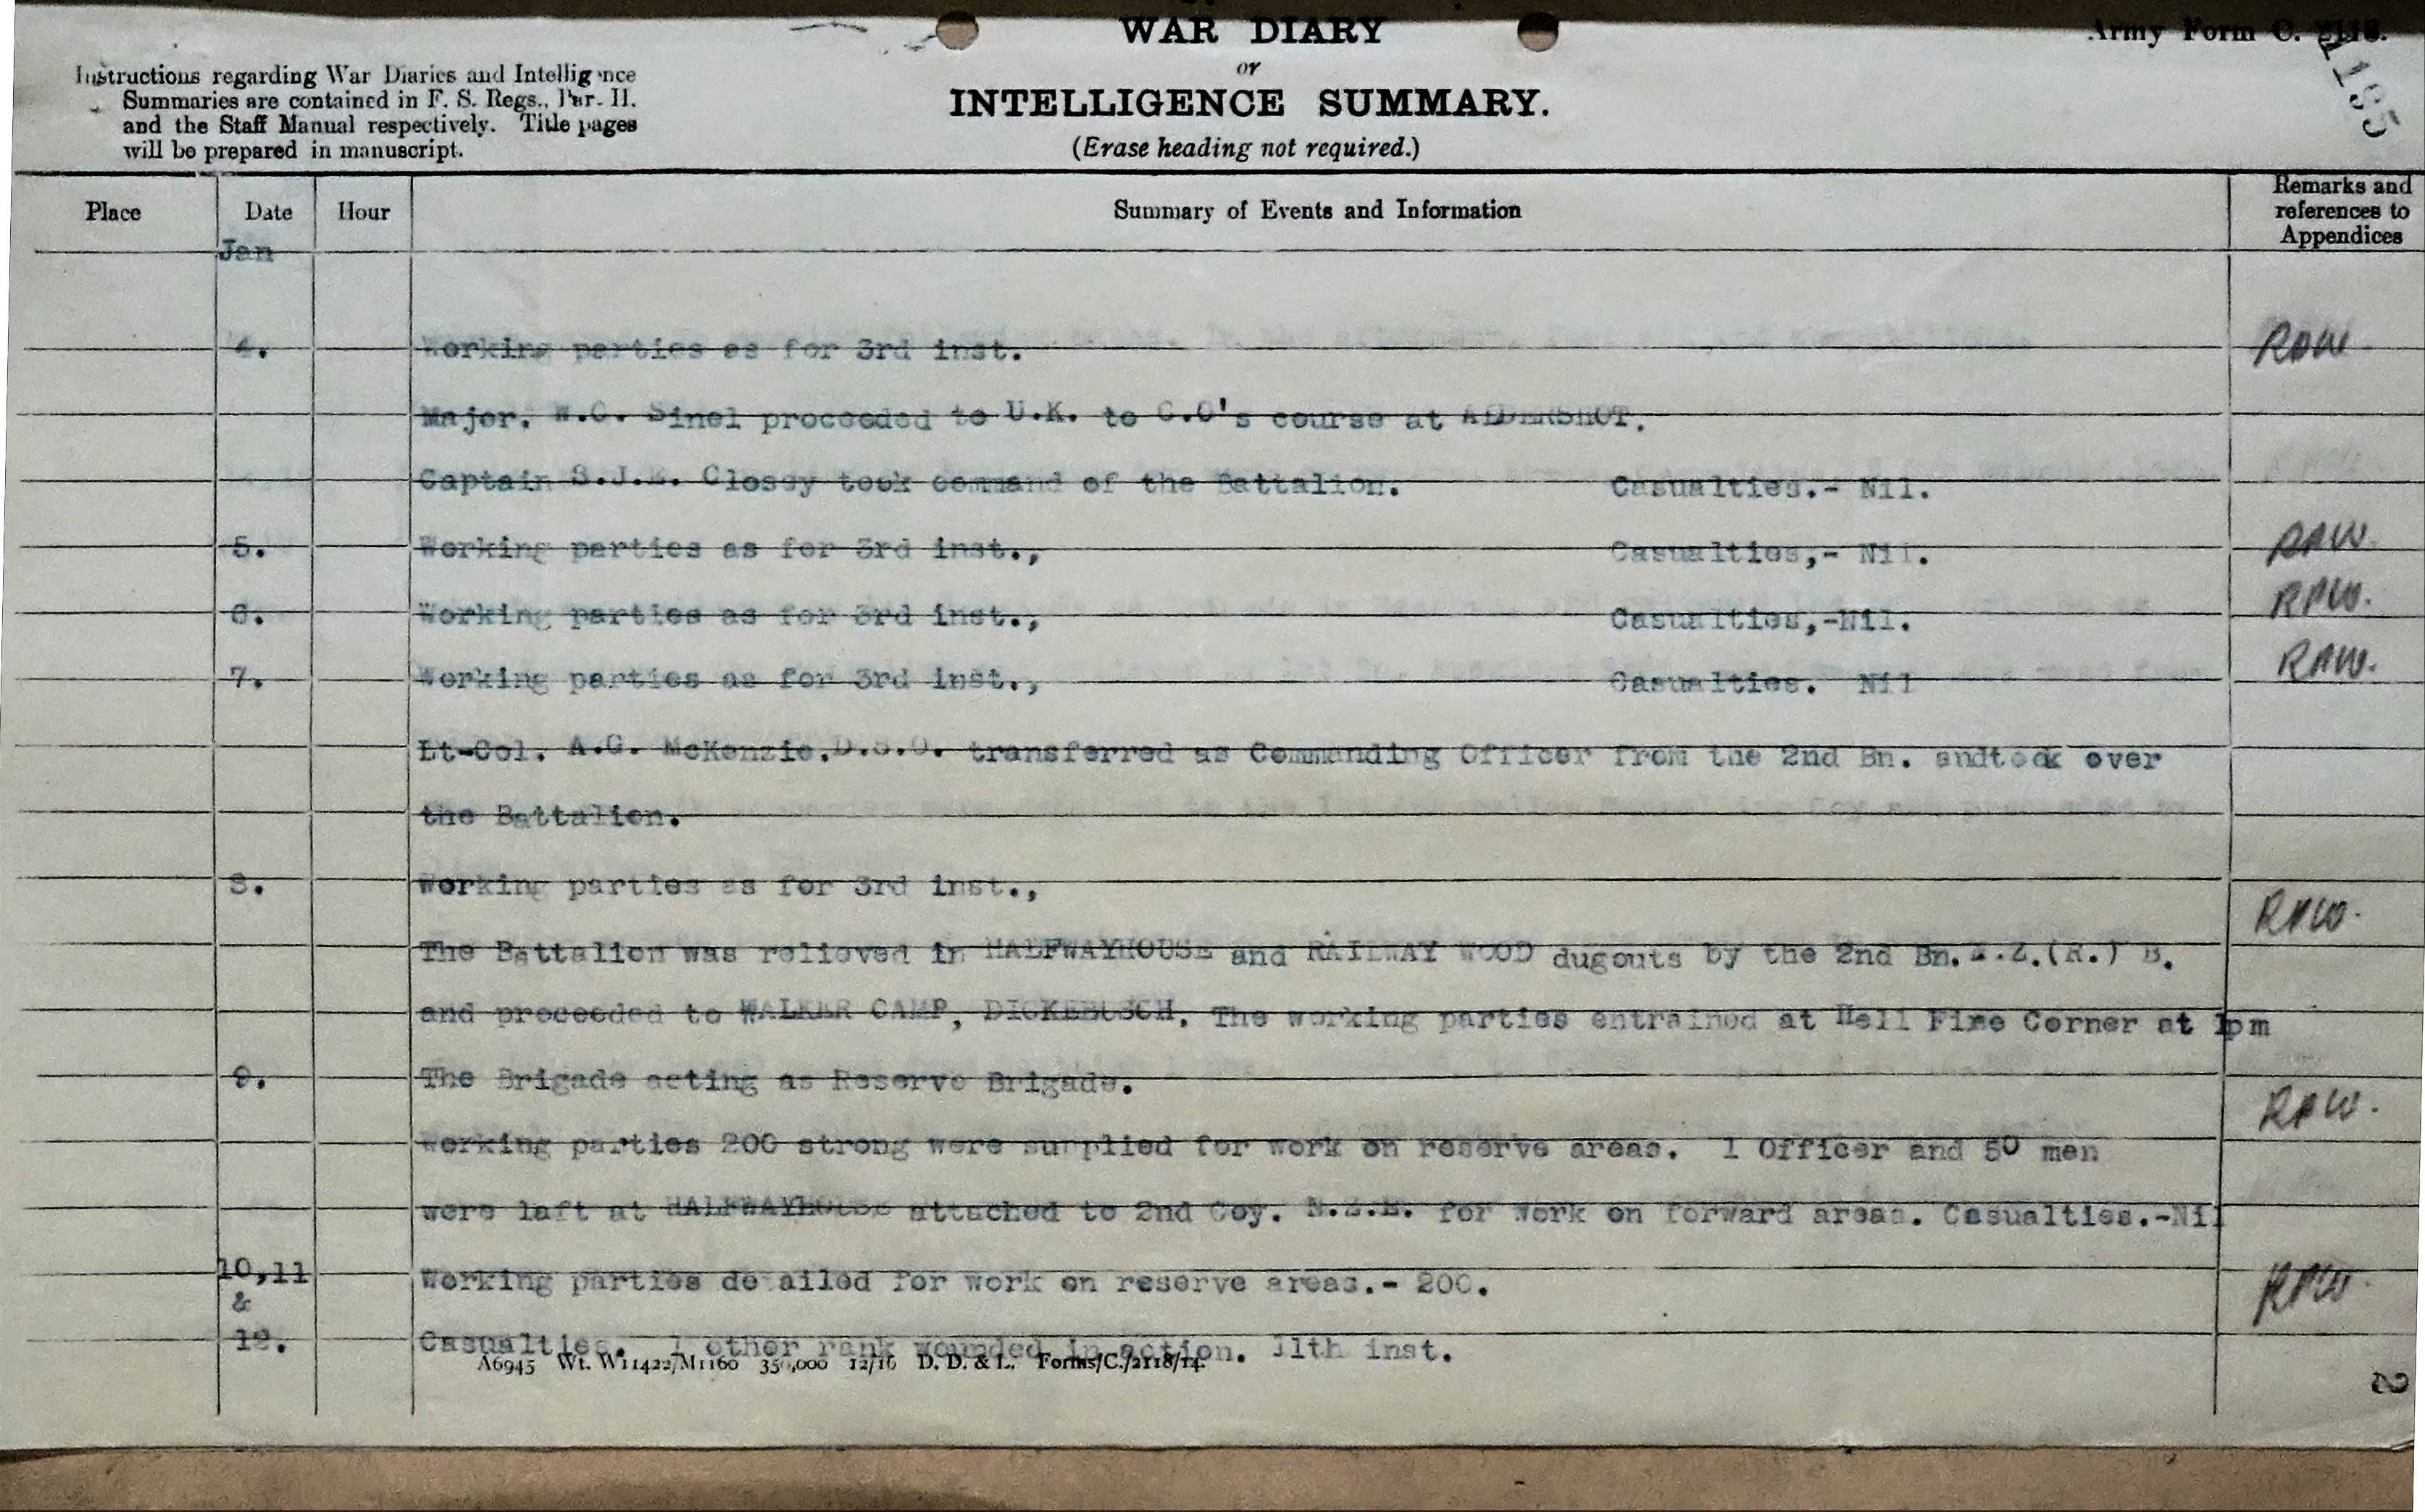 WAR DIARY
or
INTELLIGENCE SUMMARY.
(Erase heading not required.)
Army Form C. 2118.
Instructions regarding War Diaries and Intelligence
Summaries are contained in F. S. Regs., Par. II.
and the Staff Manual respectively. Title pages
will be prepared in manuscript.
Place Date Hour Summary of Events and Information Remarks and references to Appendices
Jan
4. Working parties as for 3rd inst. RAW
Major. W.C. Sinel proceeded to U.K. to C.O's course at ALDERSHOT.
Captain S.J.E. Closey took command of the Battalion. Casualties.- Nil.
5. Working parties as for 3rd inst., Casualties,- Nil. RAW
6. Working parties as for 3rd inst., Casualties,-Nil. RAW.
7. Working parties as for 3rd inst., Casualties. Nil RAW.
Lt-Col. A.G. McKenzie.D.S.O. transferred as Commanding Officer from the 2nd Bn. andtook over
the Battalion.
8. Working parties as for 3rd inst., RAW.
The Battalion was relieved in HALFWAYHOUSE and RAILWAY WOOD dugouts by the 2nd Bn.N.Z.(R.) B.
and proceeded to WALKER CAMP, DICKEBUSCH. The working parties entrained at Hell Fire Corner at 1pm
9. The Brigade acting as Reserve Brigade. RAW.
Working parties 200 strong were supplied for work on reserve areas. 1 Officer and 50 men
were left at HALFWAYHOUSE attached to 2nd Coy. N.Z.E. for work on forward areas. Casualties.-Nil
10,11 Working parties detailed for work on reserve areas.- 200. RAW
&
12. Casualties. 1 other rank wounded in action. 11th inst.
A6945 Wt. W11422/M1160 350,000 12/16 D. D. & L. Forms/C./2118/14.